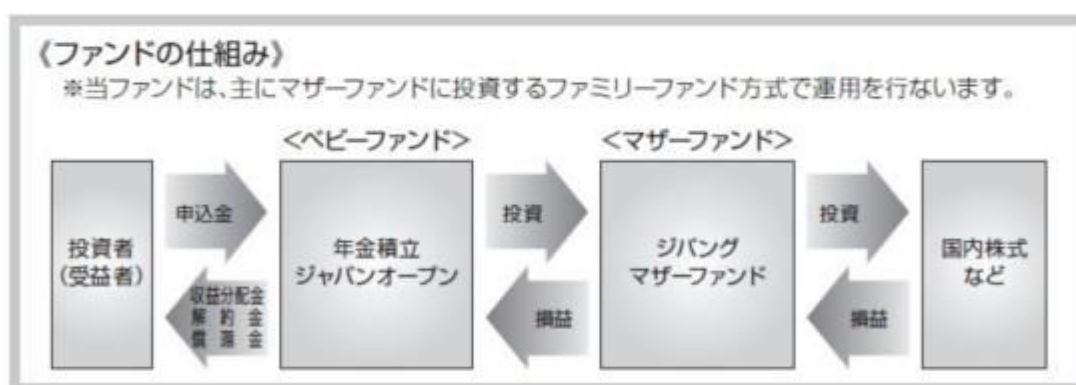 《ファンドの仕組み》
※当ファンドは、主にマザーファンドに投資するファミリーファンド方式で運用を行ないます。
<ベビーファンド>
<マザーファンド>
投資者
(受益者)
申込金
収益分配金
解約金
償還金
年金積立
ジャパンオープン
投資
損益
ジパング
マザーファンド
投資
損益
国内株式
など